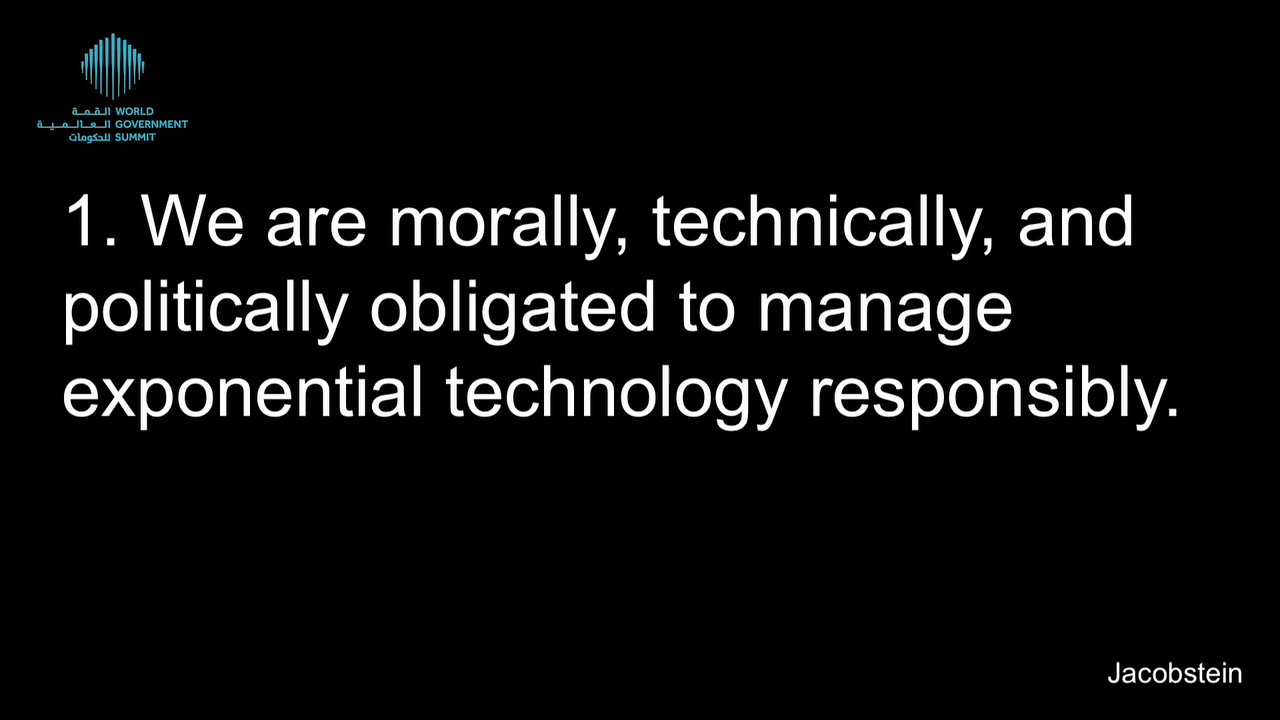 القمة WORLD
العالمية GOVERNMENT
للحكومات SUMMIT
1. We are morally, technically, and
politically obligated to manage
exponential technology responsibly.
Jacobstein